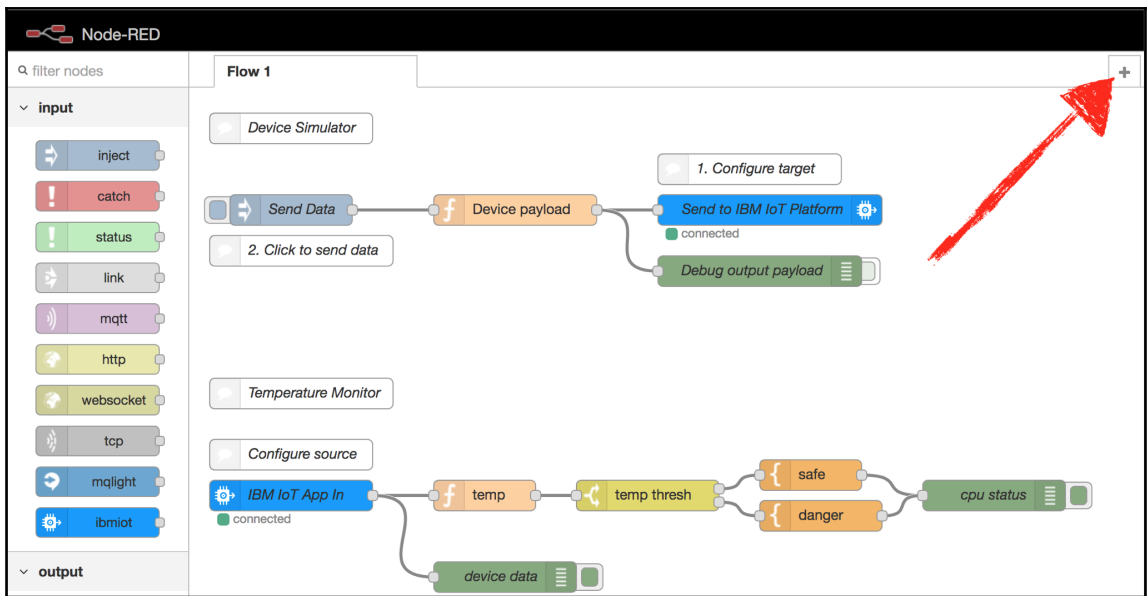 Node-RED
filter nodes
Flow 1
+
input
inject
catch
status
link
mqtt
http
websocket
tcp
mqlight
ibmiot
output
Device Simulator
1. Configure target
Send Data
Device payload
Send to IBM IoT Platform
connected
2. Click to send data
Debug output payload
Temperature Monitor
Configure source
IBM IoT App In
connected
temp
temp thresh
safe
danger
cpu status
device data